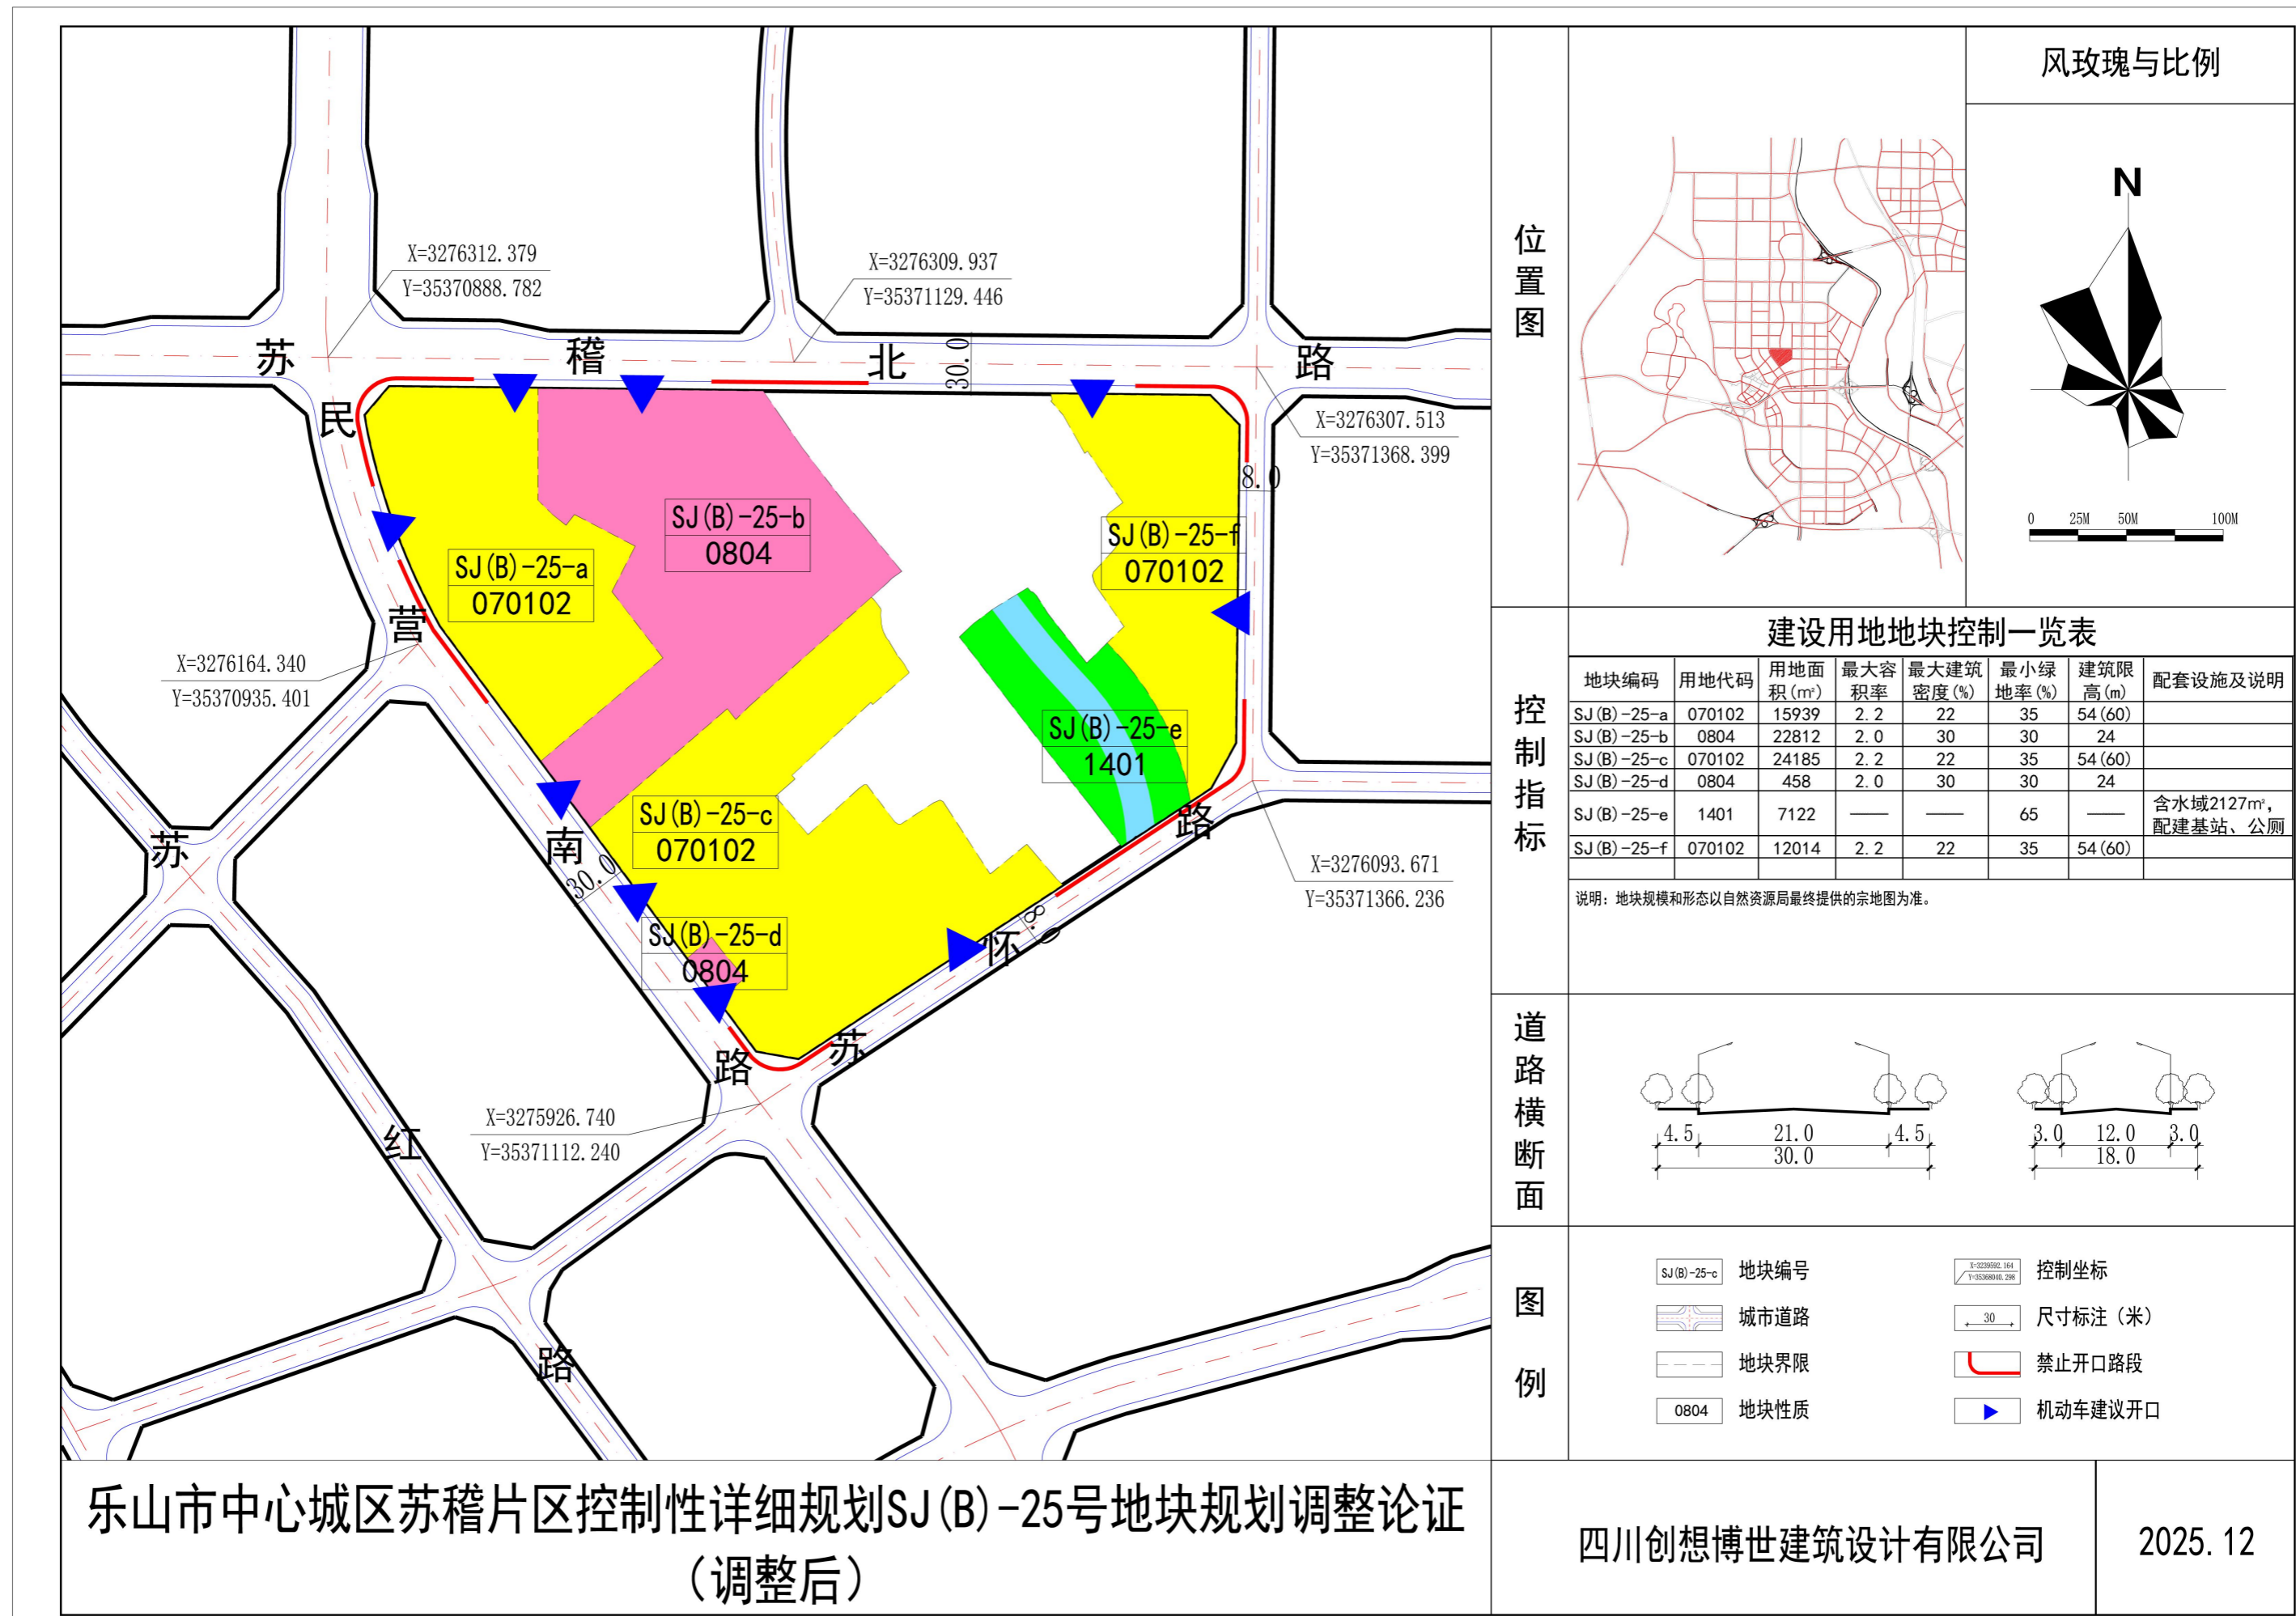 风玫瑰与比例
N
0 25M 50M 100M
位置图
X=3276312.379
Y=35370888.782
X=3276309.937
Y=35371129.446
X=3276307.513
Y=35371368.399
X=3276164.340
Y=35370935.401
X=3276093.671
Y=35371366.236
X=3275926.740
Y=35371112.240
苏 稽 北 路
30.0
民 营 南 路
30.0
8.0
苏 怀 路
8.0
苏 红 路
SJ(B)-25-a
070102
SJ(B)-25-b
0804
SJ(B)-25-f
070102
SJ(B)-25-e
1401
SJ(B)-25-c
070102
SJ(B)-25-d
0804
控制指标
建设用地地块控制一览表
地块编码 用地代码 用地面积(㎡) 最大容积率 最大建筑密度(%) 最小绿地率(%) 建筑限高(m) 配套设施及说明
SJ(B)-25-a 070102 15939 2.2 22 35 54(60)
SJ(B)-25-b 0804 22812 2.0 30 30 24
SJ(B)-25-c 070102 24185 2.2 22 35 54(60)
SJ(B)-25-d 0804 458 2.0 30 30 24
SJ(B)-25-e 1401 7122 —— —— 65 —— 含水域2127㎡，配建基站、公厕
SJ(B)-25-f 070102 12014 2.2 22 35 54(60)
说明：地块规模和形态以自然资源局最终提供的宗地图为准。
道路横断面
4.5 21.0 4.5
30.0
3.0 12.0 3.0
18.0
图例
SJ(B)-25-c 地块编号
城市道路
地块界限
0804 地块性质
X=3239592.164
Y=35368040.298
控制坐标
30 尺寸标注（米）
禁止开口路段
机动车建议开口
乐山市中心城区苏稽片区控制性详细规划SJ(B)-25号地块规划调整论证
（调整后）
四川创想博世建筑设计有限公司
2025.12